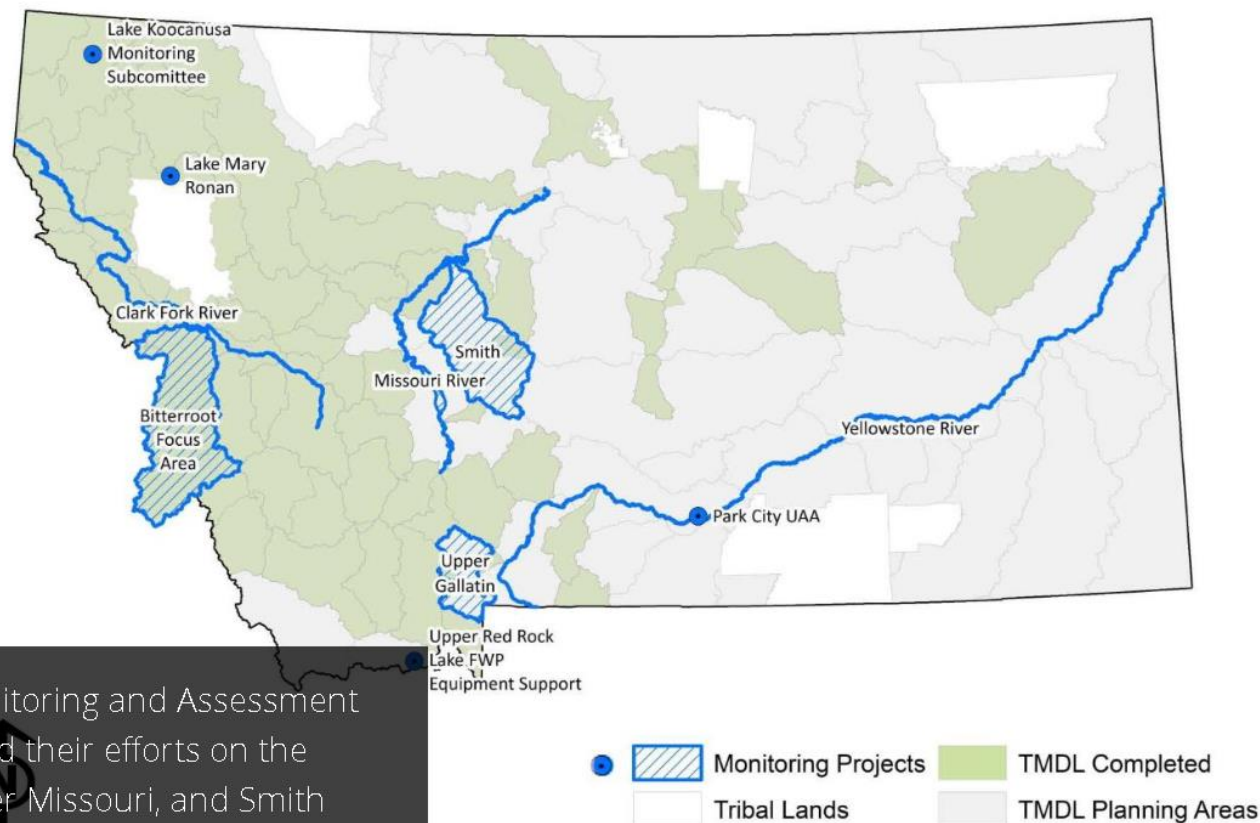 Lake Koocanusa
Monitoring
Subcomittee
Lake Mary
Ronan
Clark Fork River
Smith
Missouri River
Bitterroot
Focus
Area
Yellowstone River
Park City UAA
Upper
Gallatin
Upper Red Rock
Lake FWP
Equipment Support
itoring and Assessment
d their efforts on the
er Missouri, and Smith
N
Monitoring Projects
TMDL Completed
Tribal Lands
TMDL Planning Areas